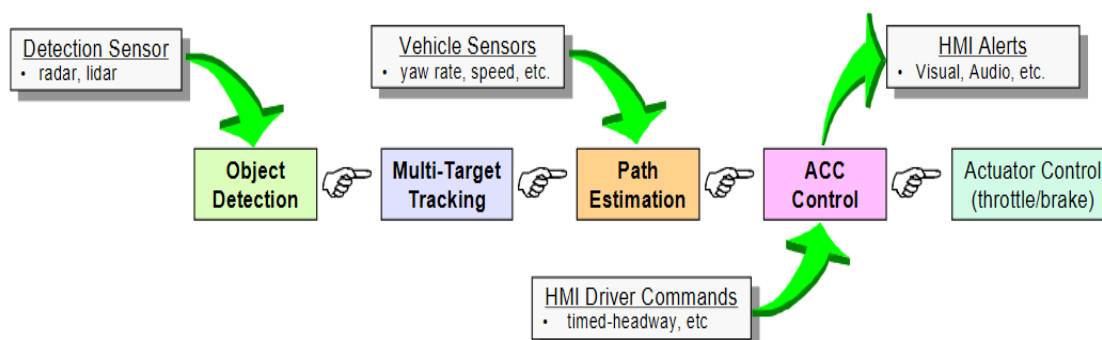 Detection Sensor
• radar, lidar
Vehicle Sensors
• yaw rate, speed, etc.
HMI Alerts
• Visual, Audio, etc.
Object
Detection
Multi-Target
Tracking
Path
Estimation
ACC
Control
Actuator Control
(throttle/brake)
HMI Driver Commands
• timed-headway, etc